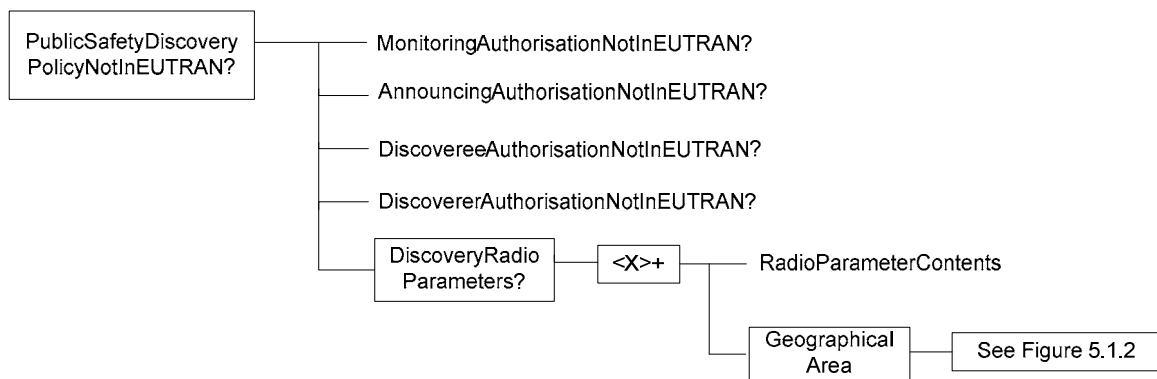 PublicSafetyDiscovery
PolicyNotInEUTRAN?
MonitoringAuthorisationNotInEUTRAN?
AnnouncingAuthorisationNotInEUTRAN?
DiscovereeAuthorisationNotInEUTRAN?
DiscovererAuthorisationNotInEUTRAN?
DiscoveryRadio
Parameters?
<X>+
RadioParameterContents
Geographical
Area
See Figure 5.1.2